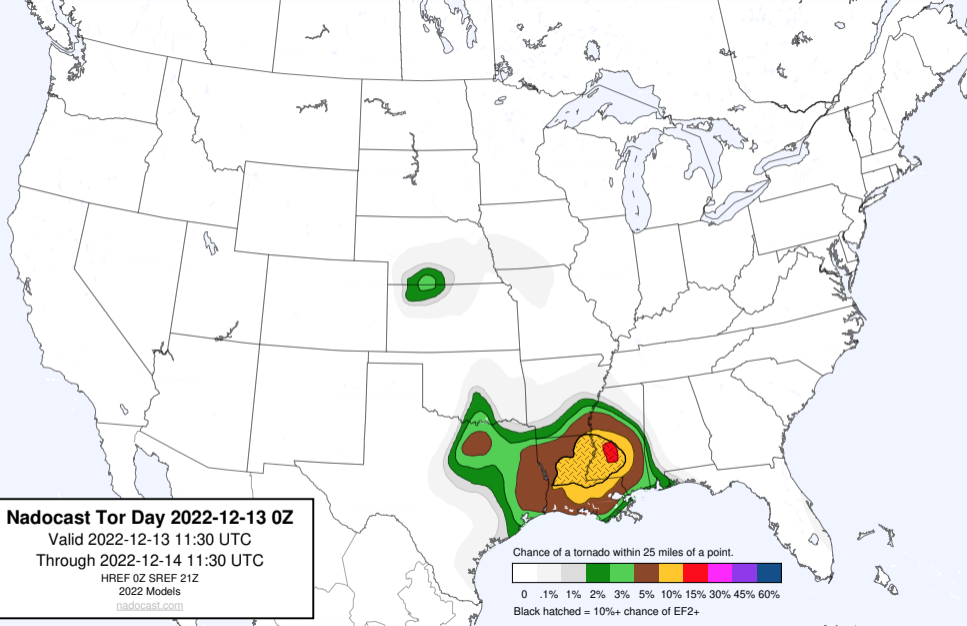 Nadocast Tor Day 2022-12-13 0Z
Valid 2022-12-13 11:30 UTC
Through 2022-12-14 11:30 UTC
HREF 0Z SREF 21Z
2022 Models
nadocast.com
Chance of a tornado within 25 miles of a point.
0 .1% 1% 2% 3% 5% 10% 15% 30% 45% 60%
Black hatched = 10%+ chance of EF2+